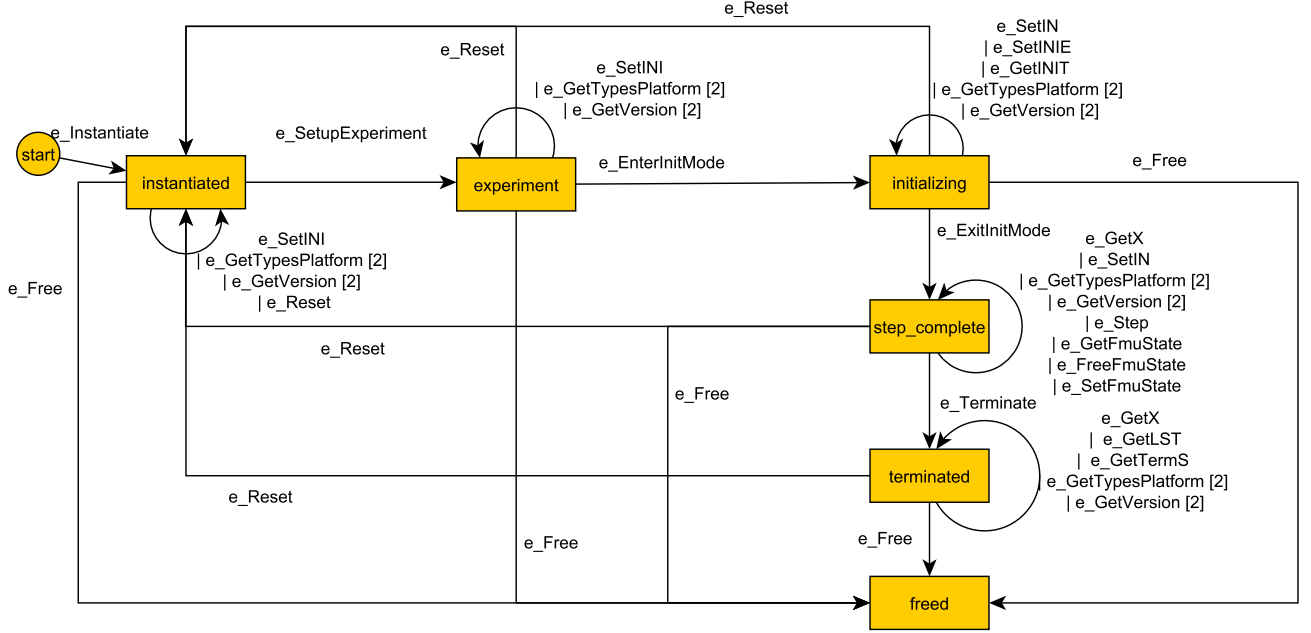 e_Reset
e_SetIN
| e_SetINIE
| e_GetINIT
| e_GetTypesPlatform [2]
| e_GetVersion [2]
e_Reset
e_SetINI
| e_GetTypesPlatform [2]
| e_GetVersion [2]
e_Instantiate
start
e_SetupExperiment
e_EnterInitMode
e_Free
instantiated
experiment
initializing
e_SetINI
| e_GetTypesPlatform [2]
| e_GetVersion [2]
| e_Reset
e_ExitInitMode
e_GetX
| e_SetIN
| e_GetTypesPlatform [2]
| e_GetVersion [2]
| e_Step
| e_GetFmuState
| e_FreeFmuState
| e_SetFmuState
e_Free
step_complete
e_Reset
e_Free
e_Terminate
e_GetX
| e_GetLST
| e_GetTermS
| e_GetTypesPlatform [2]
| e_GetVersion [2]
terminated
e_Reset
e_Free
e_Free
freed